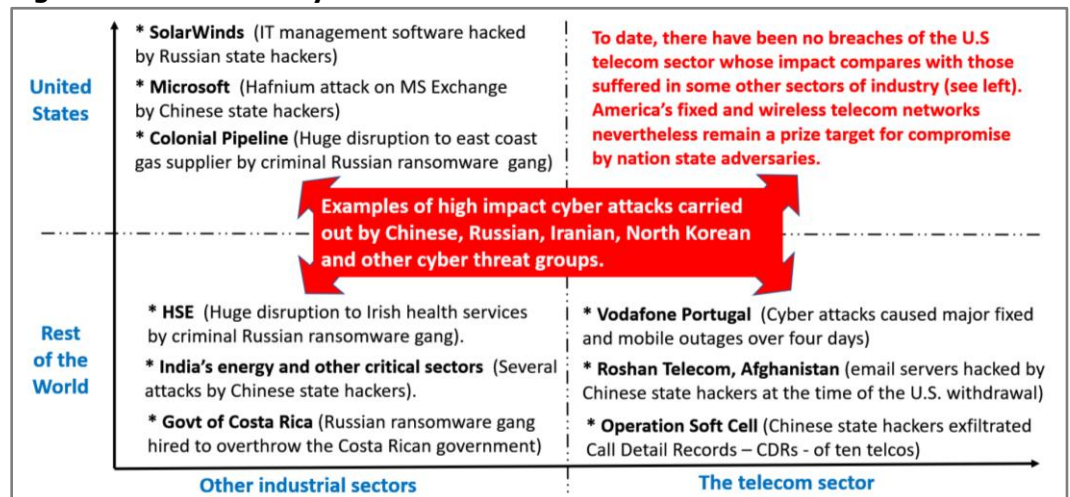 * SolarWinds (IT management software hacked
by Russian state hackers)
* Microsoft (Hafnium attack on MS Exchange
by Chinese state hackers)
* Colonial Pipeline (Huge disruption to east coast
gas supplier by criminal Russian ransomware gang)
United
States
To date, there have been no breaches of the U.S
telecom sector whose impact compares with those
suffered in some other sectors of industry (see left).
America's fixed and wireless telecom networks
nevertheless remain a prize target for compromise
by nation state adversaries.
Examples of high impact cyber attacks carried
out by Chinese, Russian, Iranian, North Korean
and other cyber threat groups.
Rest
of the
World
* HSE (Huge disruption to Irish health services
by criminal Russian ransomware gang).
* India's energy and other critical sectors (Several
attacks by Chinese state hackers).
* Govt of Costa Rica (Russian ransomware gang
hired to overthrow the Costa Rican government)
* Vodafone Portugal (Cyber attacks caused major fixed
and mobile outages over four days)
* Roshan Telecom, Afghanistan (email servers hacked by
Chinese state hackers at the time of the U.S. withdrawal)
* Operation Soft Cell (Chinese state hackers exfiltrated
Call Detail Records – CDRs - of ten telcos)
Other industrial sectors
The telecom sector